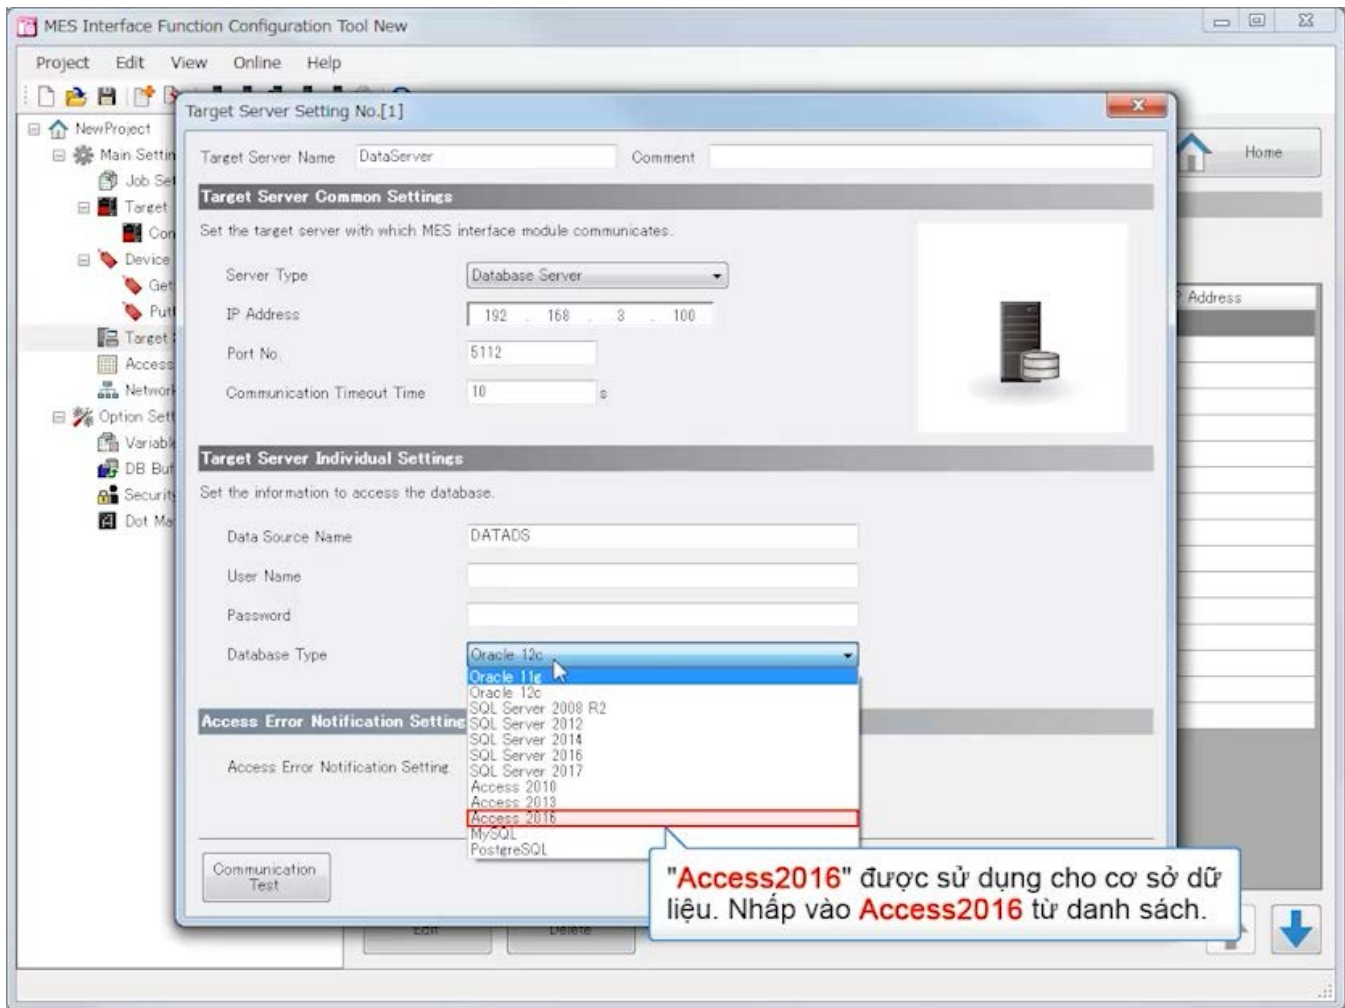 MES Interface Function Configuration Tool New
Project Edit View Online Help
Target Server Setting No.[1]
NewProject
Main Settin
Job Set
Target
Con
Device
Get
Put
Target
Access
Network
Option Sett
Variabl
DB Buf
Security
Dot Ma
Target Server Name DataServer Comment
Home
Target Server Common Settings
Set the target server with which MES interface module communicates.
Server Type Database Server
IP Address 192 . 168 . 3 . 100
Address
Port No. 5112
Communication Timeout Time 10 s
Target Server Individual Settings
Set the information to access the database.
Data Source Name DATADS
User Name
Password
Database Type Oracle 12c
Oracle 11g
Oracle 12c
SQL Server 2008 R2
SQL Server 2012
SQL Server 2014
SQL Server 2016
SQL Server 2017
Access 2010
Access 2013
Access 2016
MySQL
PostgreSQL
Access Error Notification Setting
Access Error Notification Setting
Communication
Test
"Access2016" được sử dụng cho cơ sở dữ
liệu. Nhấp vào Access2016 từ danh sách.
Edit Delete